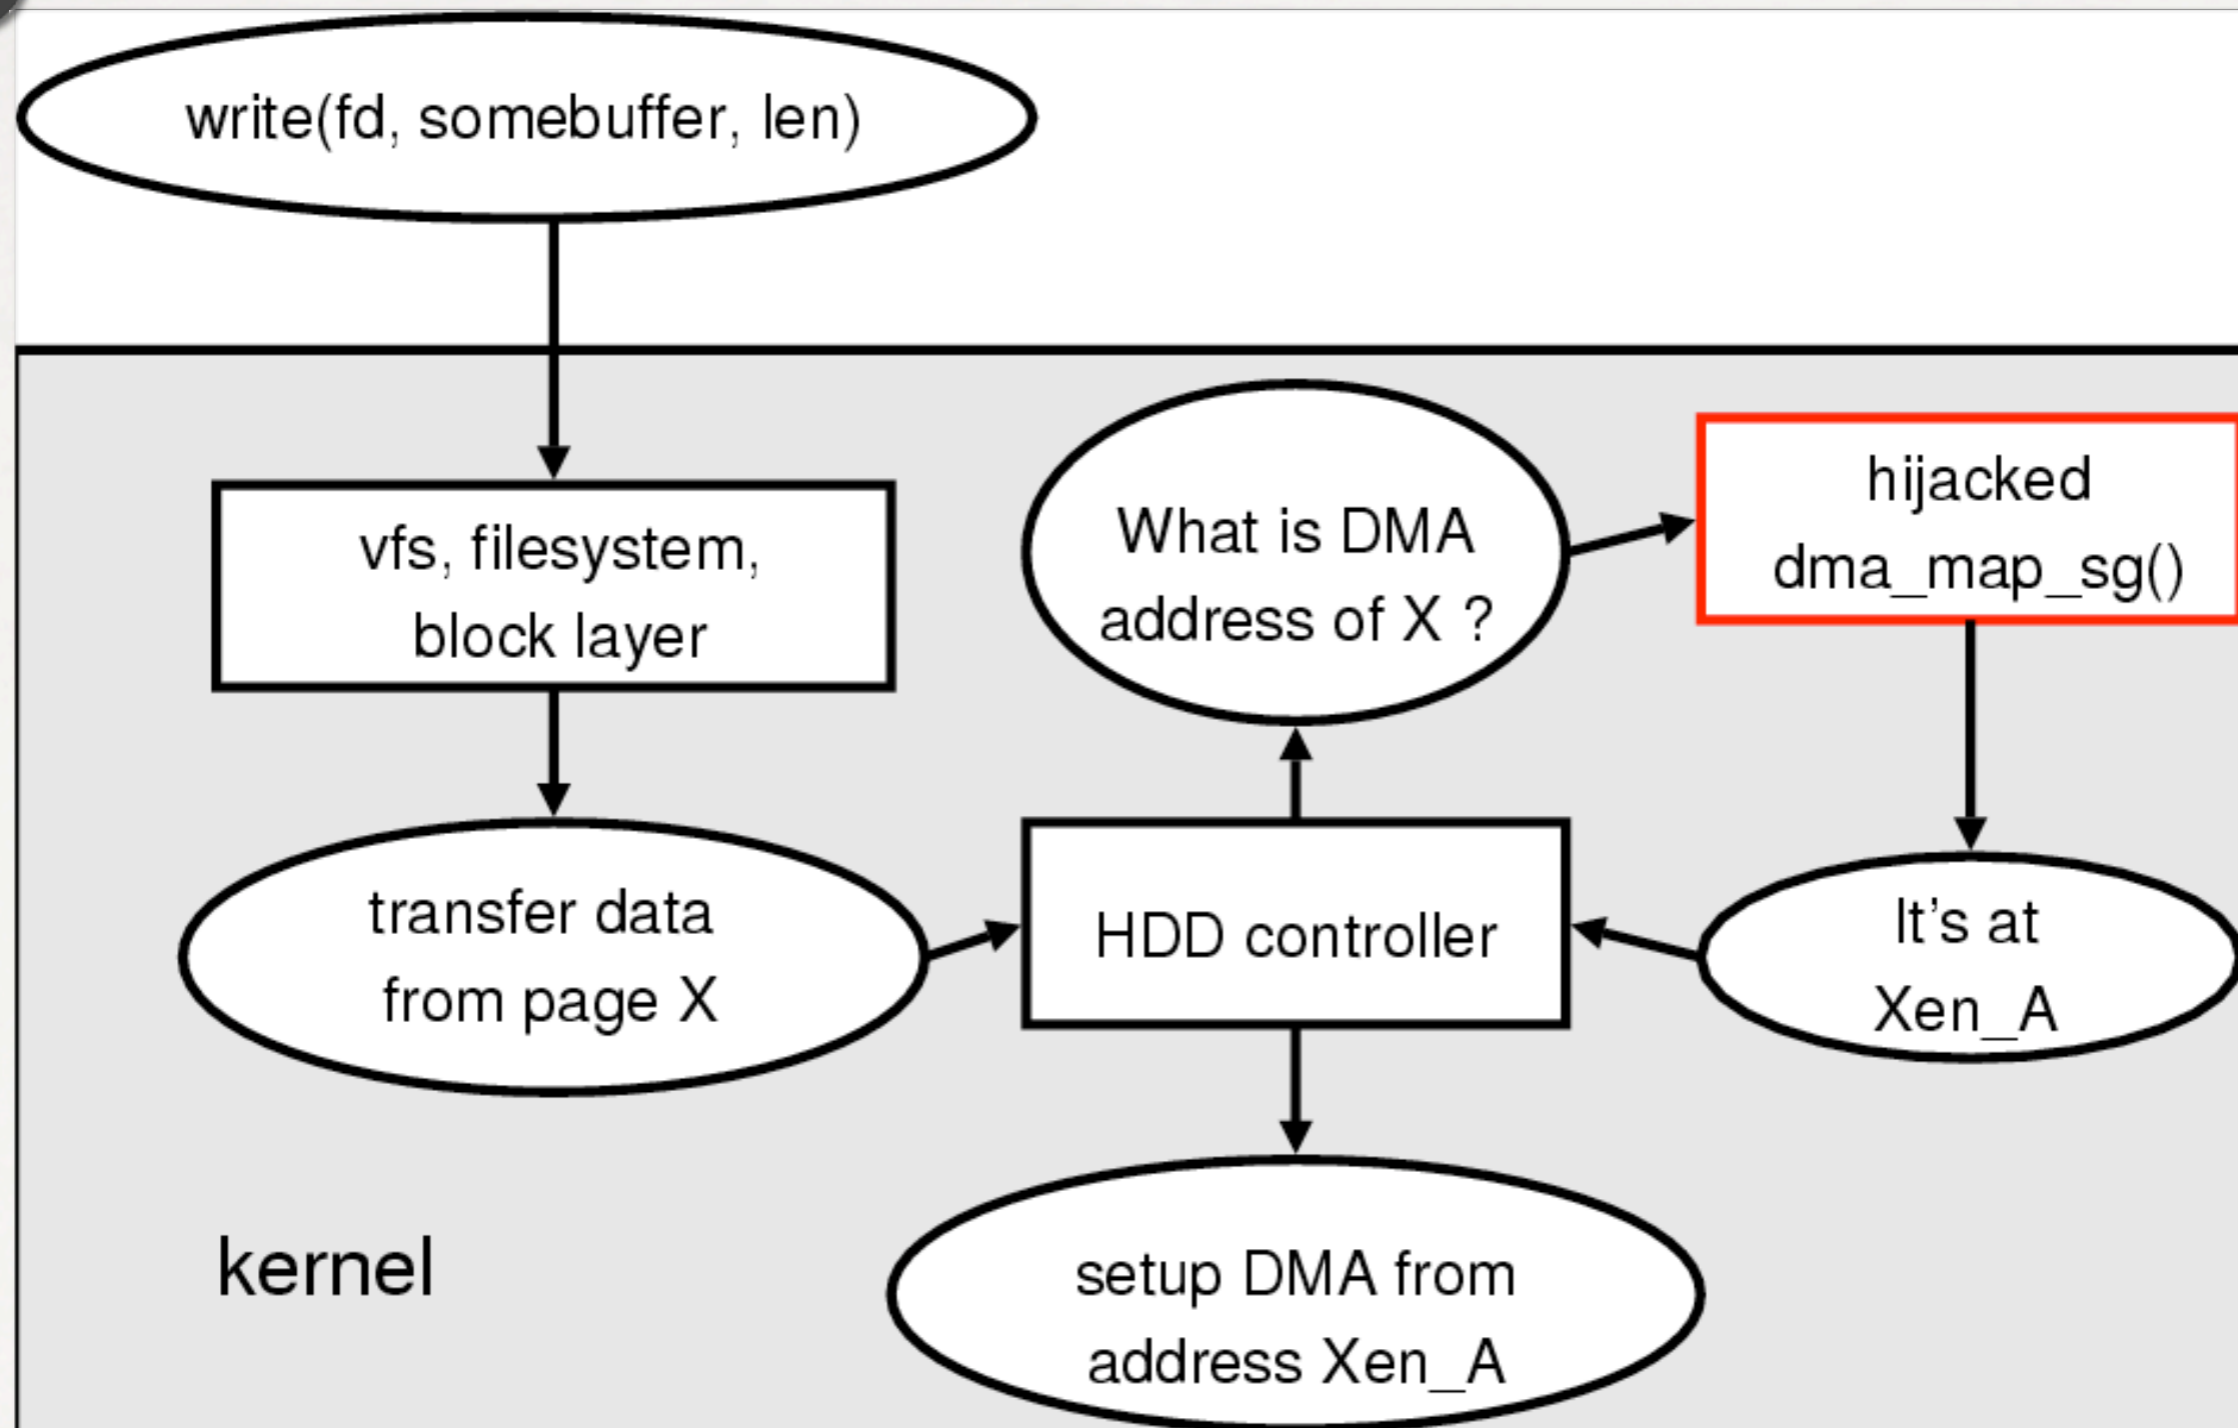 write(fd, somebuffer, len)
vfs, filesystem,
block layer
transfer data
from page X
What is DMA
address of X ?
hijacked
dma_map_sg()
HDD controller
It’s at
Xen_A
setup DMA from
address Xen_A
kernel